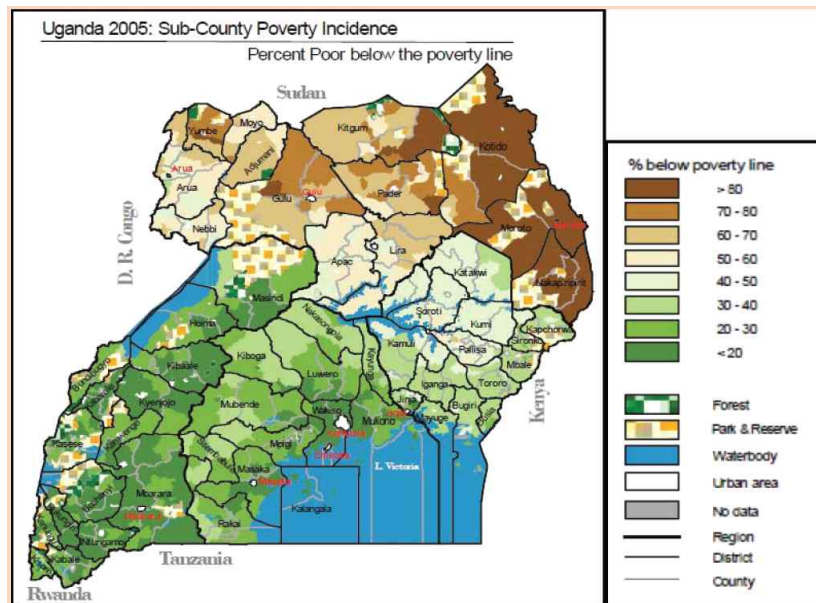 Uganda 2005: Sub-County Poverty Incidence
Percent Poor below the poverty line
Sudan
Yumbe
Moyo
Kitgum
Kotido
Adjumani
Arua
Arua
Gulu
Gulu
Pader
Moroto
Nebbi
D. R. Congo
Apac
Lira
Nakapiripirit
Katakwi
Masindi
Soroti
Kumi
Kapchorwa
Hoima
Nakasongola
Kamuli
Pallisa
Sironko
Mbale
Kiboga
Kayunga
Bundibugyo
Kibaale
Luwero
Iganga
Tororo
Kenya
Kyenjojo
Mubende
Wakiso
Mukono
Jinja
Mayuge
Bugiri
Busia
Kasese
Kamwenge
Mpigi
Sembabule
Masaka
L. Victoria
Mbarara
Kalangala
Rakai
Ntungamo
Kabale
Tanzania
Rwanda
% below poverty line
> 80
70 - 80
60 - 70
50 - 60
40 - 50
30 - 40
20 - 30
<20
Forest
Park & Reserve
Waterbody
Urban area
No data
Region
District
County